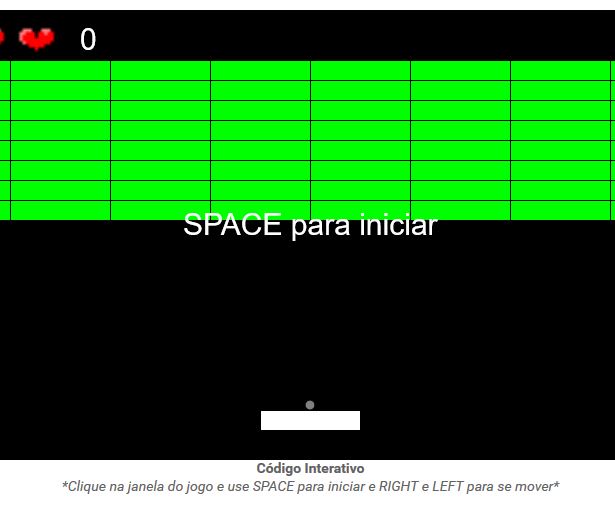 0
SPACE para iniciar
Código Interativo
*Clique na janela do jogo e use SPACE para iniciar e RIGHT e LEFT para se mover*